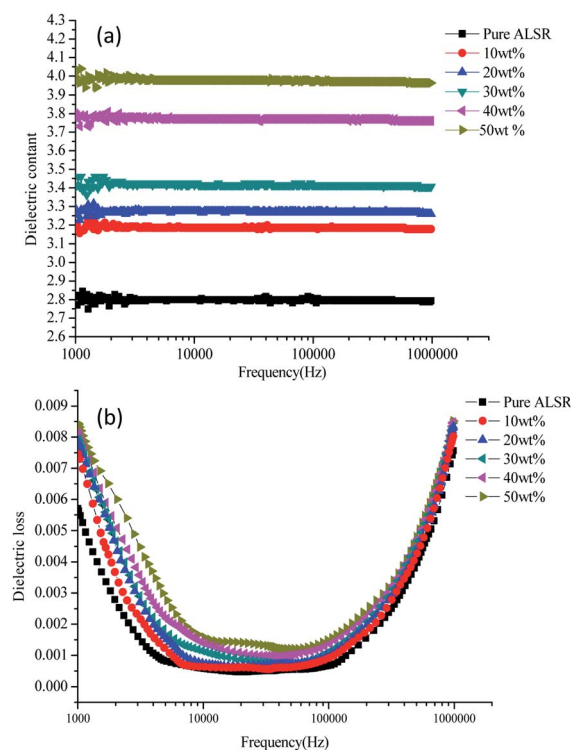 (a)
4.3
4.2
4.1
4.0
3.9
3.8
3.7
3.6
3.5
3.4
3.3
3.2
3.1
3.0
2.9
2.8
2.7
2.6
Dielectric contant
1000
10000
100000
1000000
Frequency(Hz)
Pure ALSR
10wt%
20wt%
30wt%
40wt%
50wt %
(b)
0.009
0.008
0.007
0.006
0.005
0.004
0.003
0.002
0.001
0.000
Dielectric loss
1000
10000
100000
1000000
Frequency(Hz)
Pure ALSR
10wt%
20wt%
30wt%
40wt%
50wt%